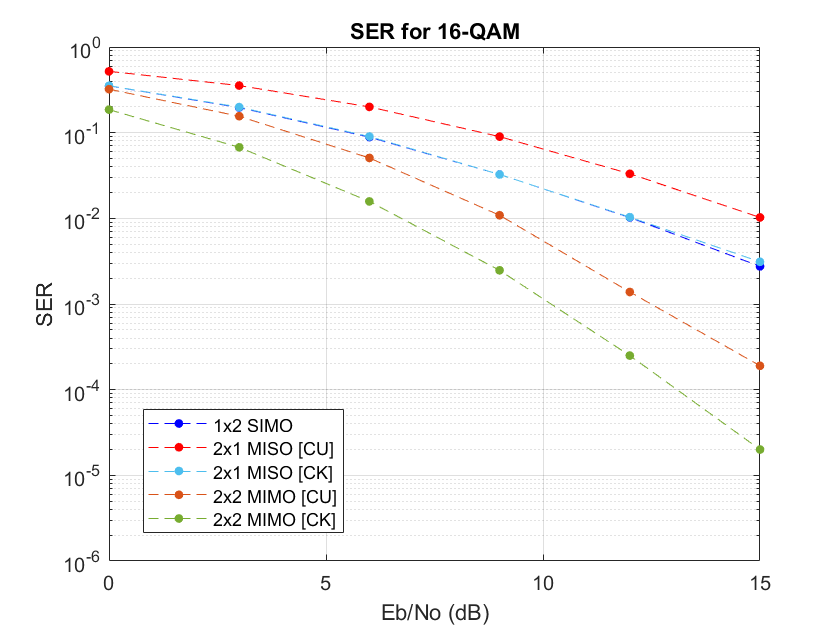 SER for 16-QAM
10^0
10^-1
10^-2
10^-3
10^-4
10^-5
10^-6
SER
1x2 SIMO
2x1 MISO [CU]
2x1 MISO [CK]
2x2 MIMO [CU]
2x2 MIMO [CK]
0 5 10 15
Eb/No (dB)